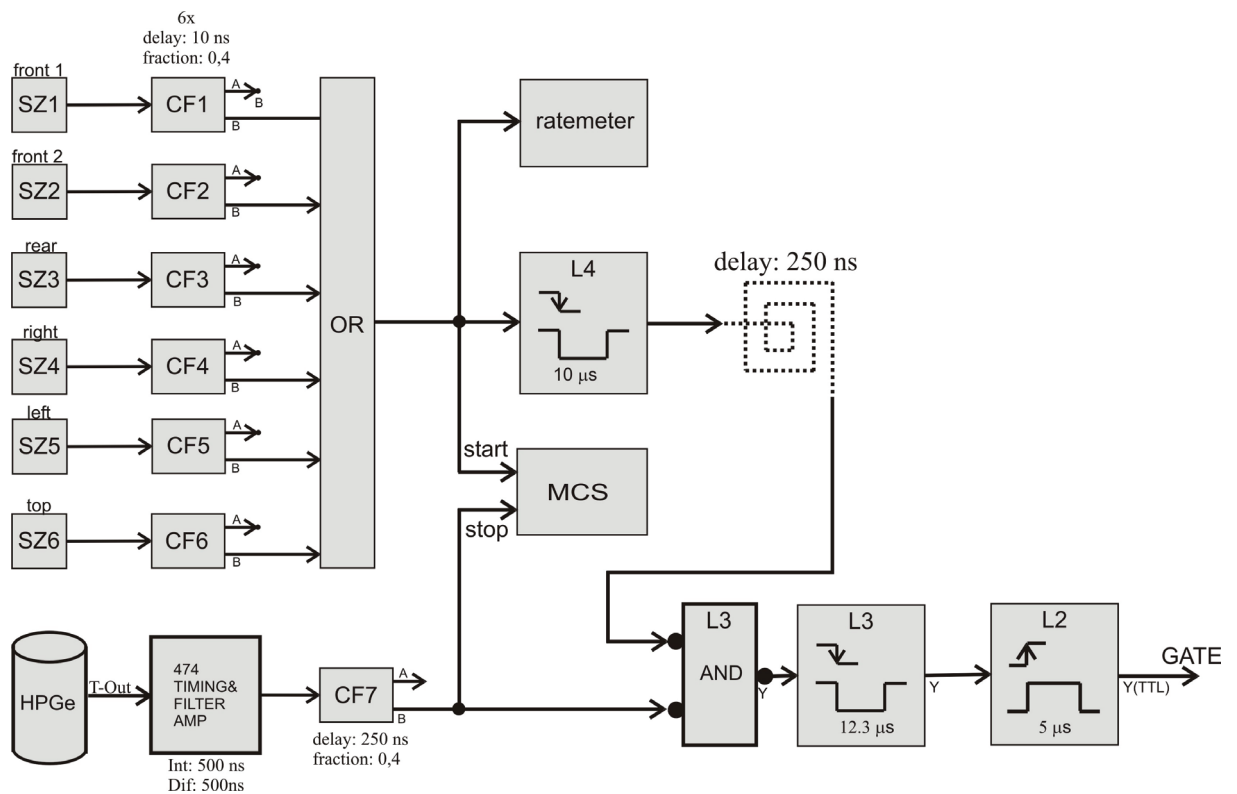 6x
delay: 10 ns
fraction: 0,4
front 1
SZ1
CF1
A
B
B
front 2
SZ2
CF2
A
B
rear
SZ3
CF3
A
B
right
SZ4
CF4
A
B
left
SZ5
CF5
A
B
top
SZ6
CF6
A
B
OR
ratemeter
L4
10 µs
delay: 250 ns
start
MCS
stop
HPGe
T-Out
474
TIMING&
FILTER
AMP
Int: 500 ns
Dif: 500ns
CF7
A
B
delay: 250 ns
fraction: 0,4
L3
AND
Y
L3
12.3 µs
Y
L2
5 µs
GATE
Y(TTL)